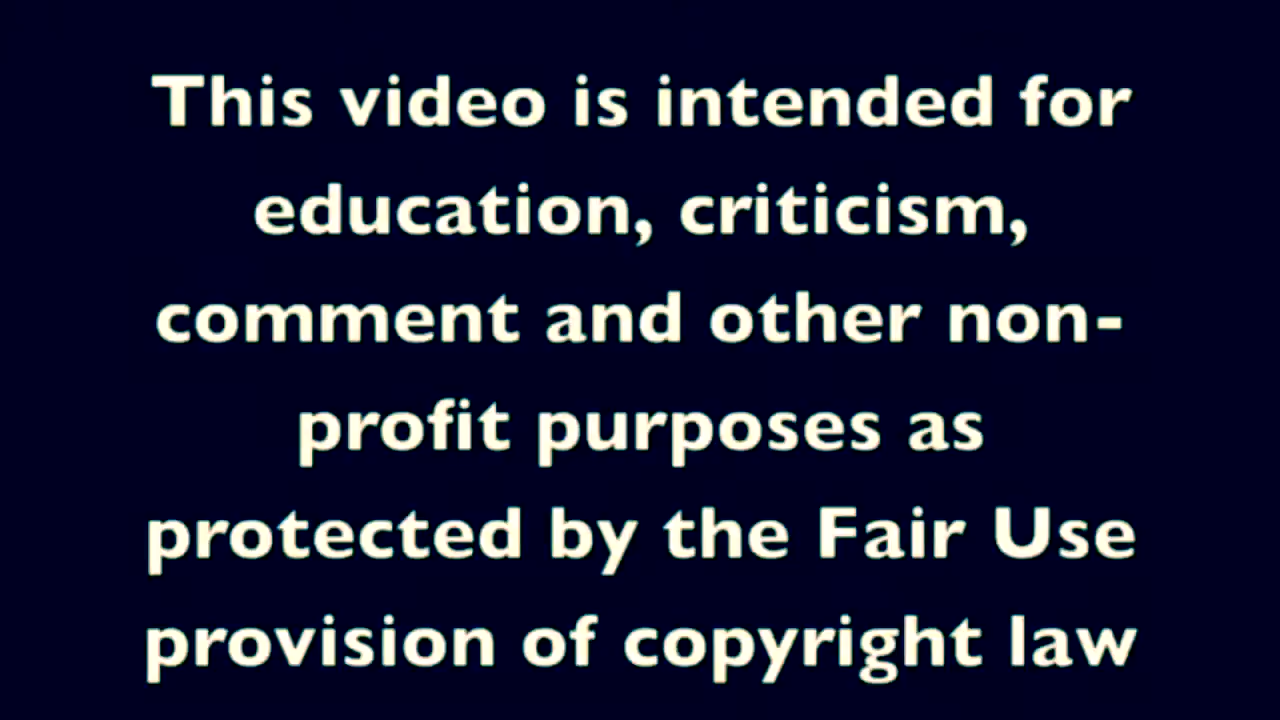 This video is intended for
education, criticism,
comment and other non-
profit purposes as
protected by the Fair Use
provision of copyright law